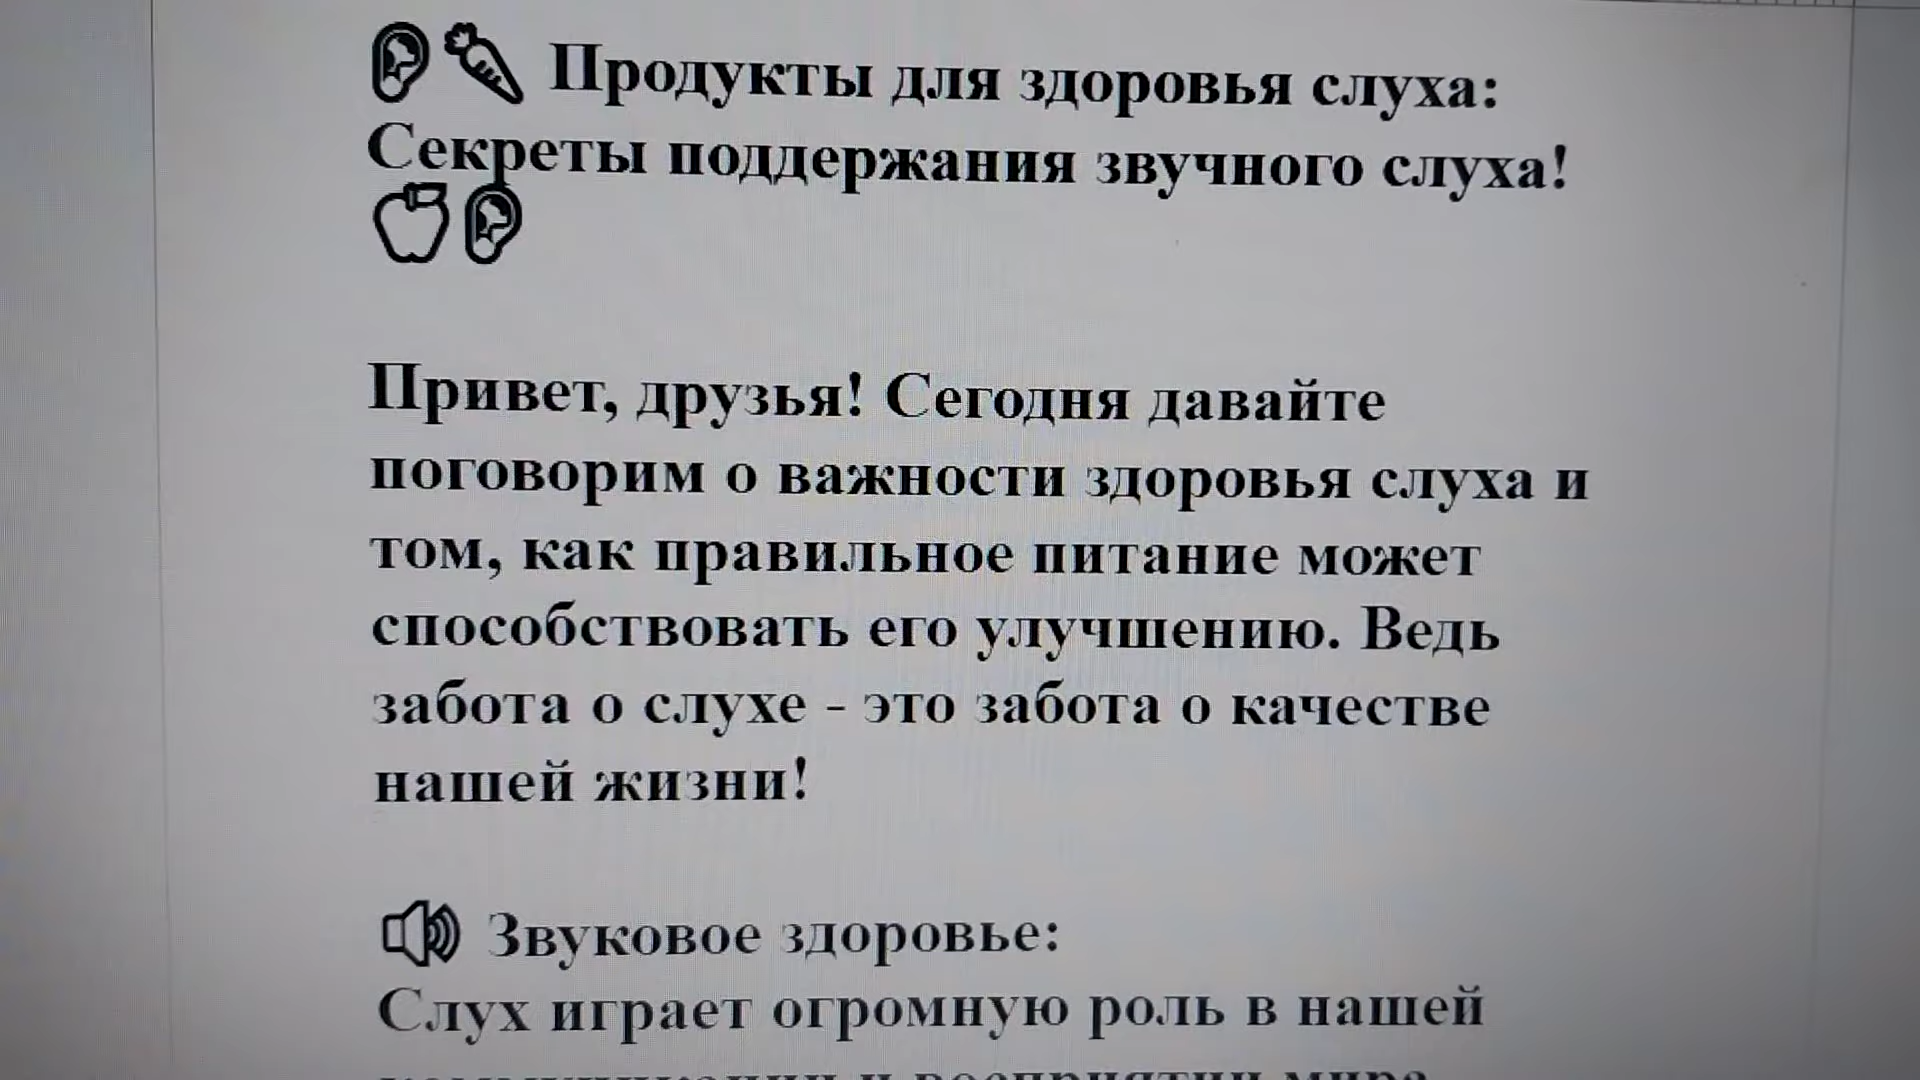 Продукты для здоровья слуха:
Секреты поддержания звучного слуха!
Привет, друзья! Сегодня давайте
поговорим о важности здоровья слуха и
том, как правильное питание может
способствовать его улучшению. Ведь
забота о слухе - это забота о качестве
нашей жизни!
Звуковое здоровье:
Слух играет огромную роль в нашей